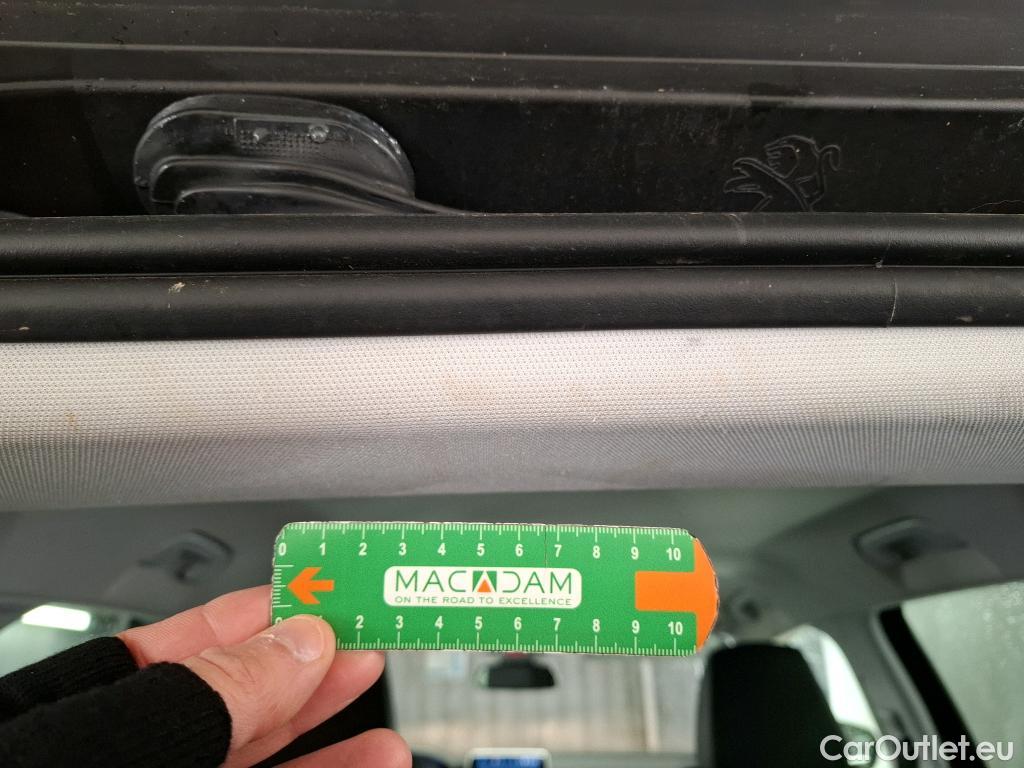 0 1 2 3 4 5 6 7 8 9 10
MACADAM
ON THE ROAD TO EXCELLENCE
2 3 4 5 6 7 8 9 10
CarOutlet.eu